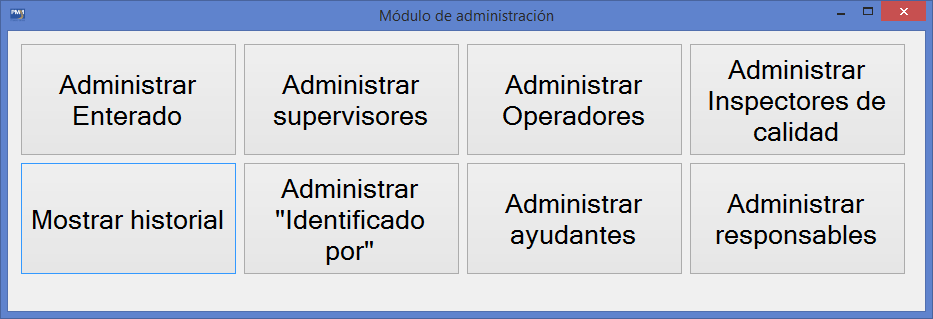 Módulo de administración
Administrar
Enterado
Administrar
supervisores
Administrar
Operadores
Administrar
Inspectores de
calidad
Mostrar historial
Administrar
"Identificado
por"
Administrar
ayudantes
Administrar
responsables